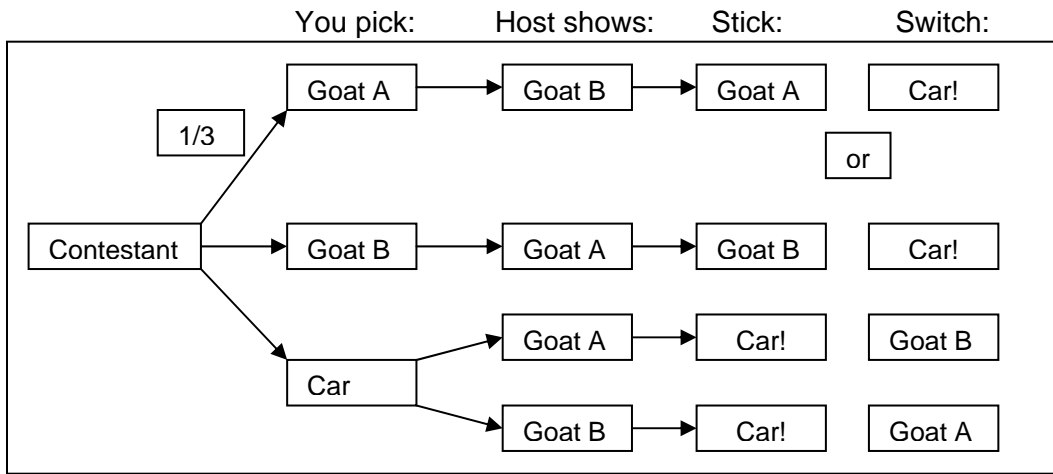 You pick: Host shows: Stick: Switch:
Goat A Goat B Goat A Car!
1/3
or
Contestant Goat B Goat A Goat B Car!
Goat A Car! Goat B
Car
Goat B Car! Goat A